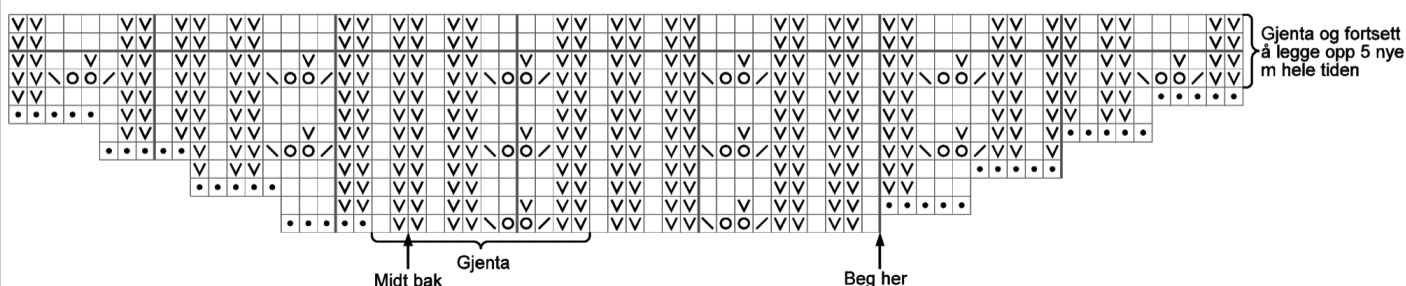 Gjenta og fortsett
å legge opp 5 nye
m hele tiden
Gjenta
Midt bak
Beg her